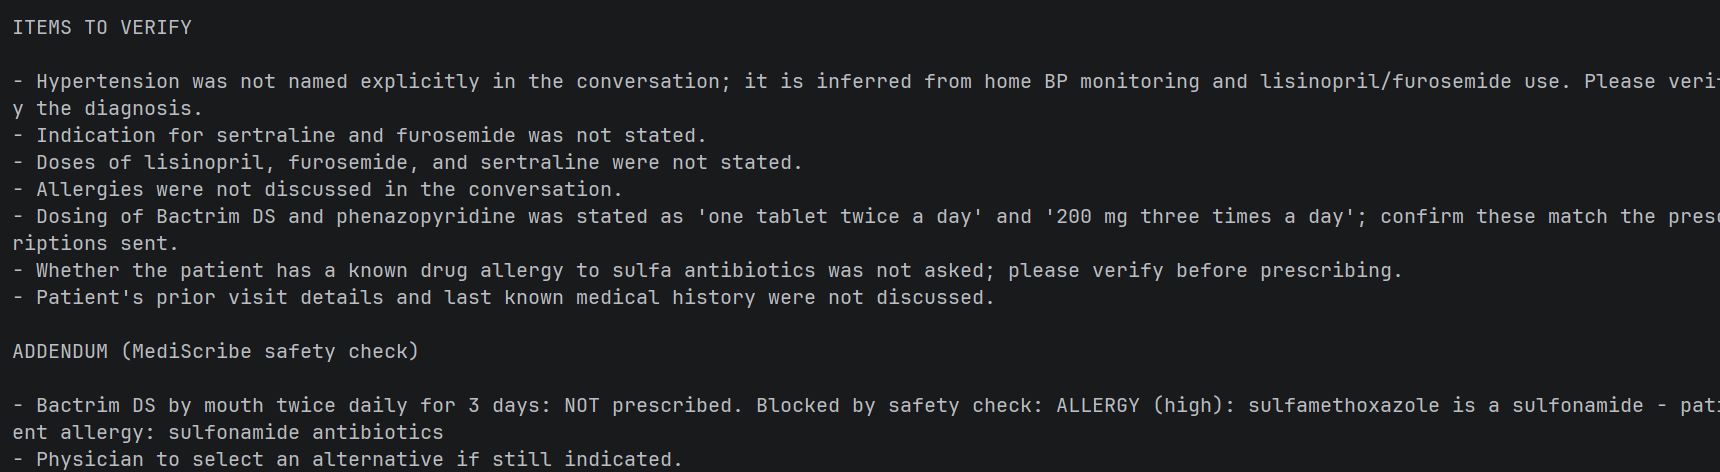 ITEMS TO VERIFY
- Hypertension was not named explicitly in the conversation; it is inferred from home BP monitoring and lisinopril/furosemide use. Please verif
y the diagnosis.
- Indication for sertraline and furosemide was not stated.
- Doses of lisinopril, furosemide, and sertraline were not stated.
- Allergies were not discussed in the conversation.
- Dosing of Bactrim DS and phenazopyridine was stated as 'one tablet twice a day' and '200 mg three times a day'; confirm these match the presc
riptions sent.
- Whether the patient has a known drug allergy to sulfa antibiotics was not asked; please verify before prescribing.
- Patient's prior visit details and last known medical history were not discussed.
ADDENDUM (MediScribe safety check)
- Bactrim DS by mouth twice daily for 3 days: NOT prescribed. Blocked by safety check: ALLERGY (high): sulfamethoxazole is a sulfonamide - pati
ent allergy: sulfonamide antibiotics
- Physician to select an alternative if still indicated.